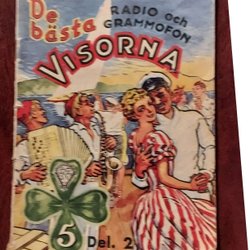 De bästa
RADIO och
GRAMMOFON
VISORNA
5
Del. 2